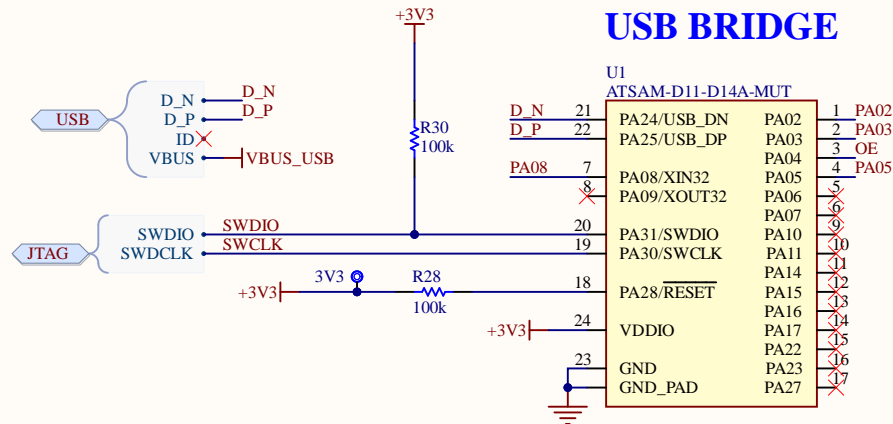 USB BRIDGE
+3V3
U1
ATSAM-D11-D14A-MUT
USB
D_N D_N
D_P D_P
ID
VBUS VBUS_USB
R30
100k
D_N 21 PA24/USB_DN PA02 1 PA02
D_P 22 PA25/USB_DP PA03 2 PA03
PA04 3 OE
PA08 7 PA08/XIN32 PA05 4 PA05
8 PA09/XOUT32 PA06 5
PA07 6
JTAG
SWDIO SWDIO 20 PA31/SWDIO PA10 9
SWDCLK SWCLK 19 PA30/SWCLK PA11 10
PA14 11
+3V3 3V3 R28 100k 18 PA28/RESET PA15 12
PA16 13
+3V3 24 VDDIO PA17 14
PA22 15
23 GND PA23 16
GND_PAD PA27 17